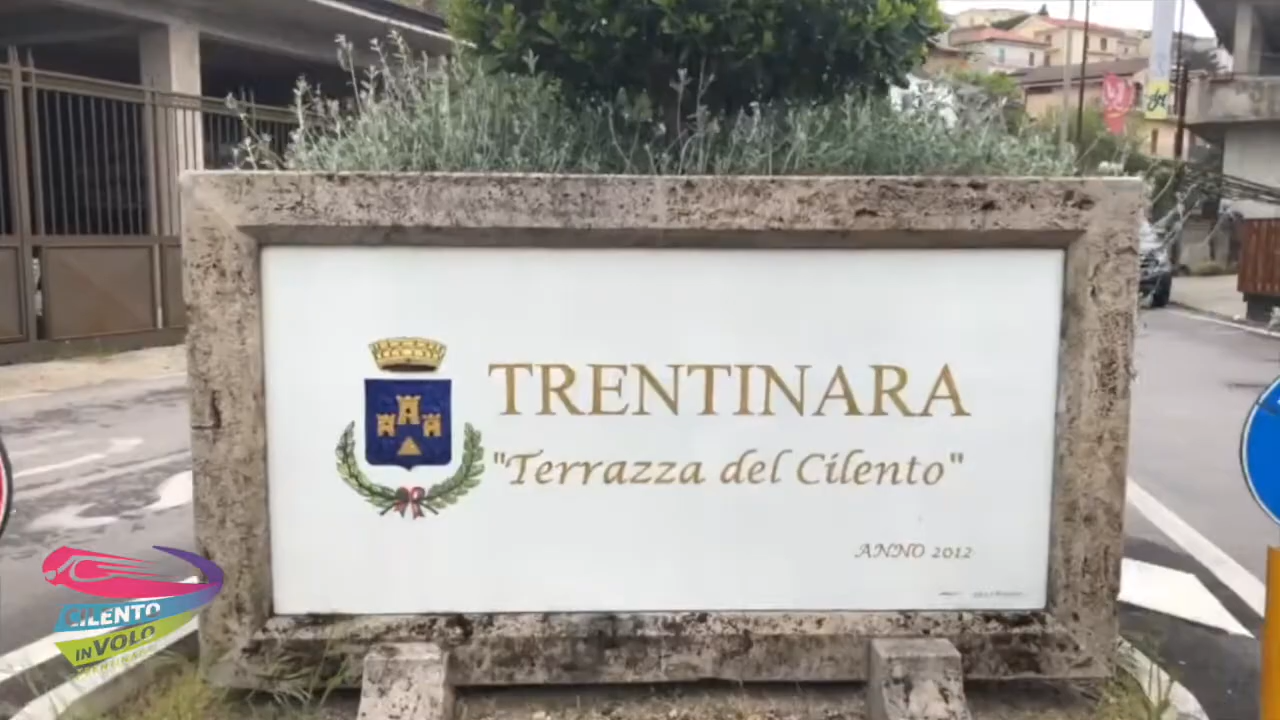 TRENTINARA
"Terrazza del Cilento"
ANNO 2012
CILENTO
IN VOLO